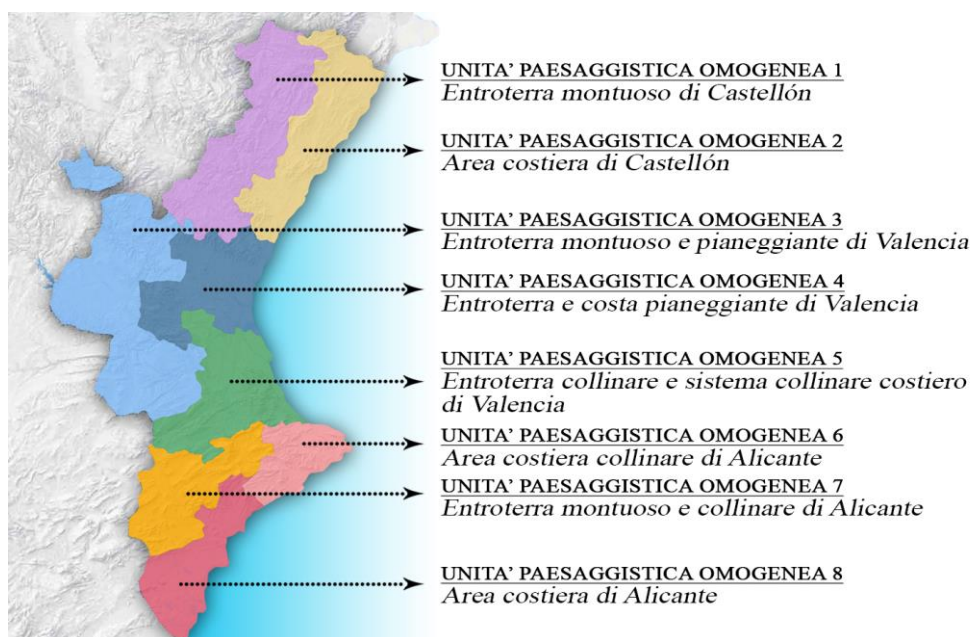 UNITA' PAESAGGISTICA OMOGENEA 1
Entroterra montuoso di Castellón
UNITA' PAESAGGISTICA OMOGENEA 2
Area costiera di Castellón
UNITA' PAESAGGISTICA OMOGENEA 3
Entroterra montuoso e pianeggiante di Valencia
UNITA' PAESAGGISTICA OMOGENEA 4
Entroterra e costa pianeggiante di Valencia
UNITA' PAESAGGISTICA OMOGENEA 5
Entroterra collinare e sistema collinare costiero
di Valencia
UNITA' PAESAGGISTICA OMOGENEA 6
Area costiera collinare di Alicante
UNITA' PAESAGGISTICA OMOGENEA 7
Entroterra montuoso e collinare di Alicante
UNITA' PAESAGGISTICA OMOGENEA 8
Area costiera di Alicante